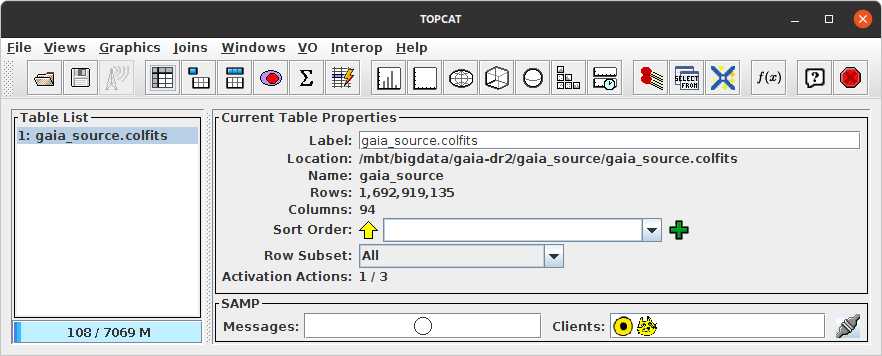 TOPCAT
File Views Graphics Joins Windows VO Interop Help
SELECT
FROM
Σ
f(x)
?
Table List
1: gaia_source.colfits
108 / 7069 M
Current Table Properties
Label: gaia_source.colfits
Location: /mbt/bigdata/gaia-dr2/gaia_source/gaia_source.colfits
Name: gaia_source
Rows: 1,692,919,135
Columns: 94
Sort Order:
Row Subset: All
Activation Actions: 1 / 3
SAMP
Messages: Clients: